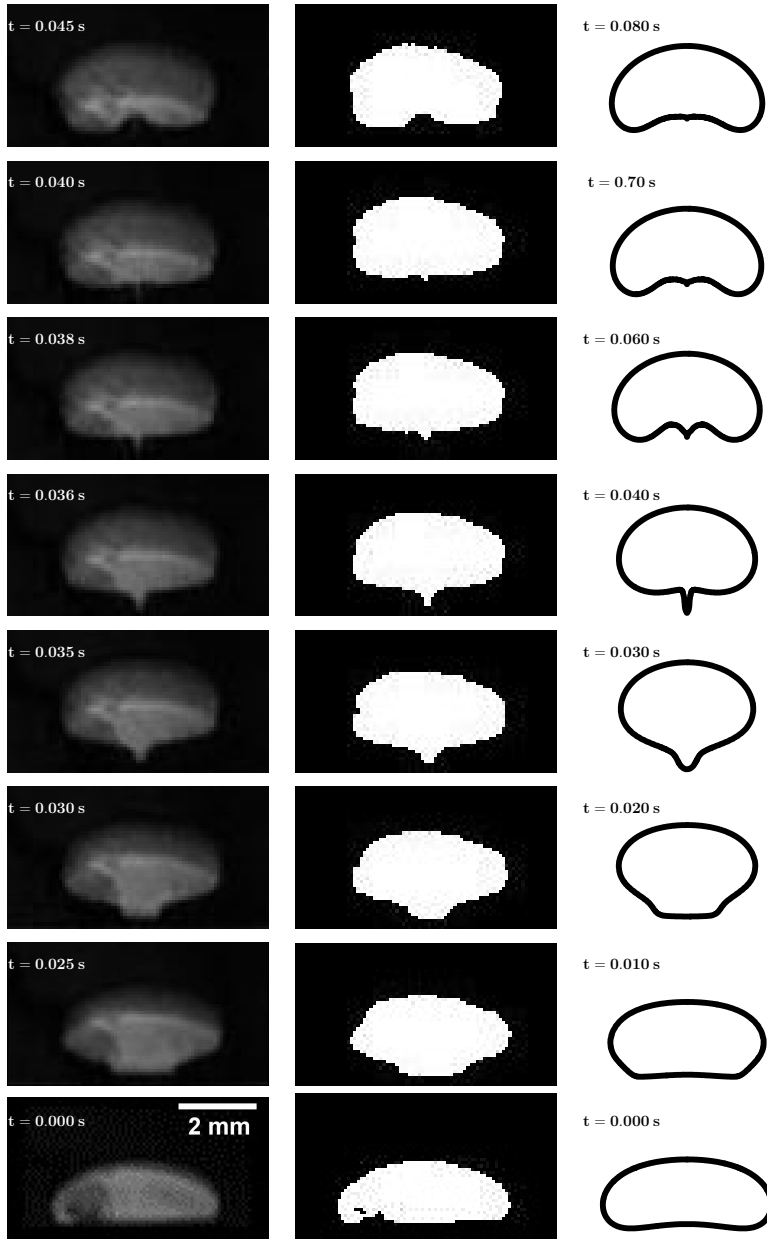 t = 0.045 s
t = 0.080 s
t = 0.040 s
t = 0.70 s
t = 0.038 s
t = 0.060 s
t = 0.036 s
t = 0.040 s
t = 0.035 s
t = 0.030 s
t = 0.030 s
t = 0.020 s
t = 0.025 s
t = 0.010 s
t = 0.000 s
2 mm
t = 0.000 s